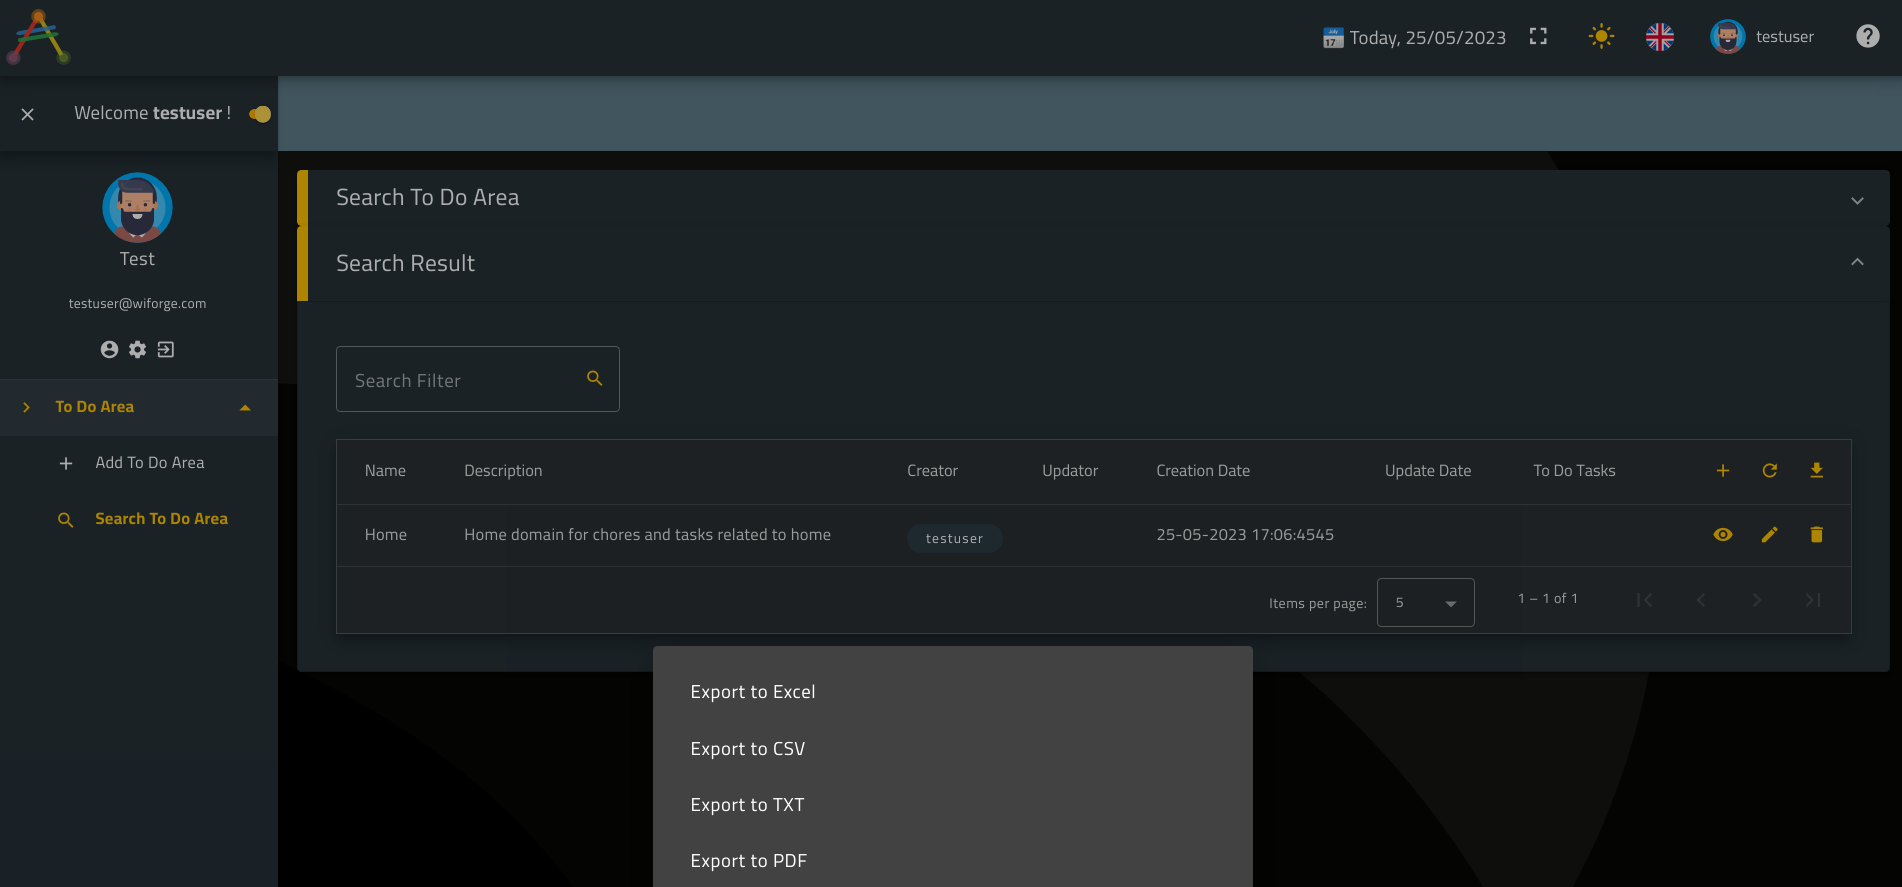 July
17
Today, 25/05/2023
testuser
?
Welcome testuser !
Test
testuser@wiforge.com
To Do Area
Add To Do Area
Search To Do Area
Search To Do Area
Search Result
Search Filter
Name Description Creator Updator Creation Date Update Date To Do Tasks
Home Home domain for chores and tasks related to home testuser 25-05-2023 17:06:4545
Items per page: 5 1 – 1 of 1
Export to Excel
Export to CSV
Export to TXT
Export to PDF